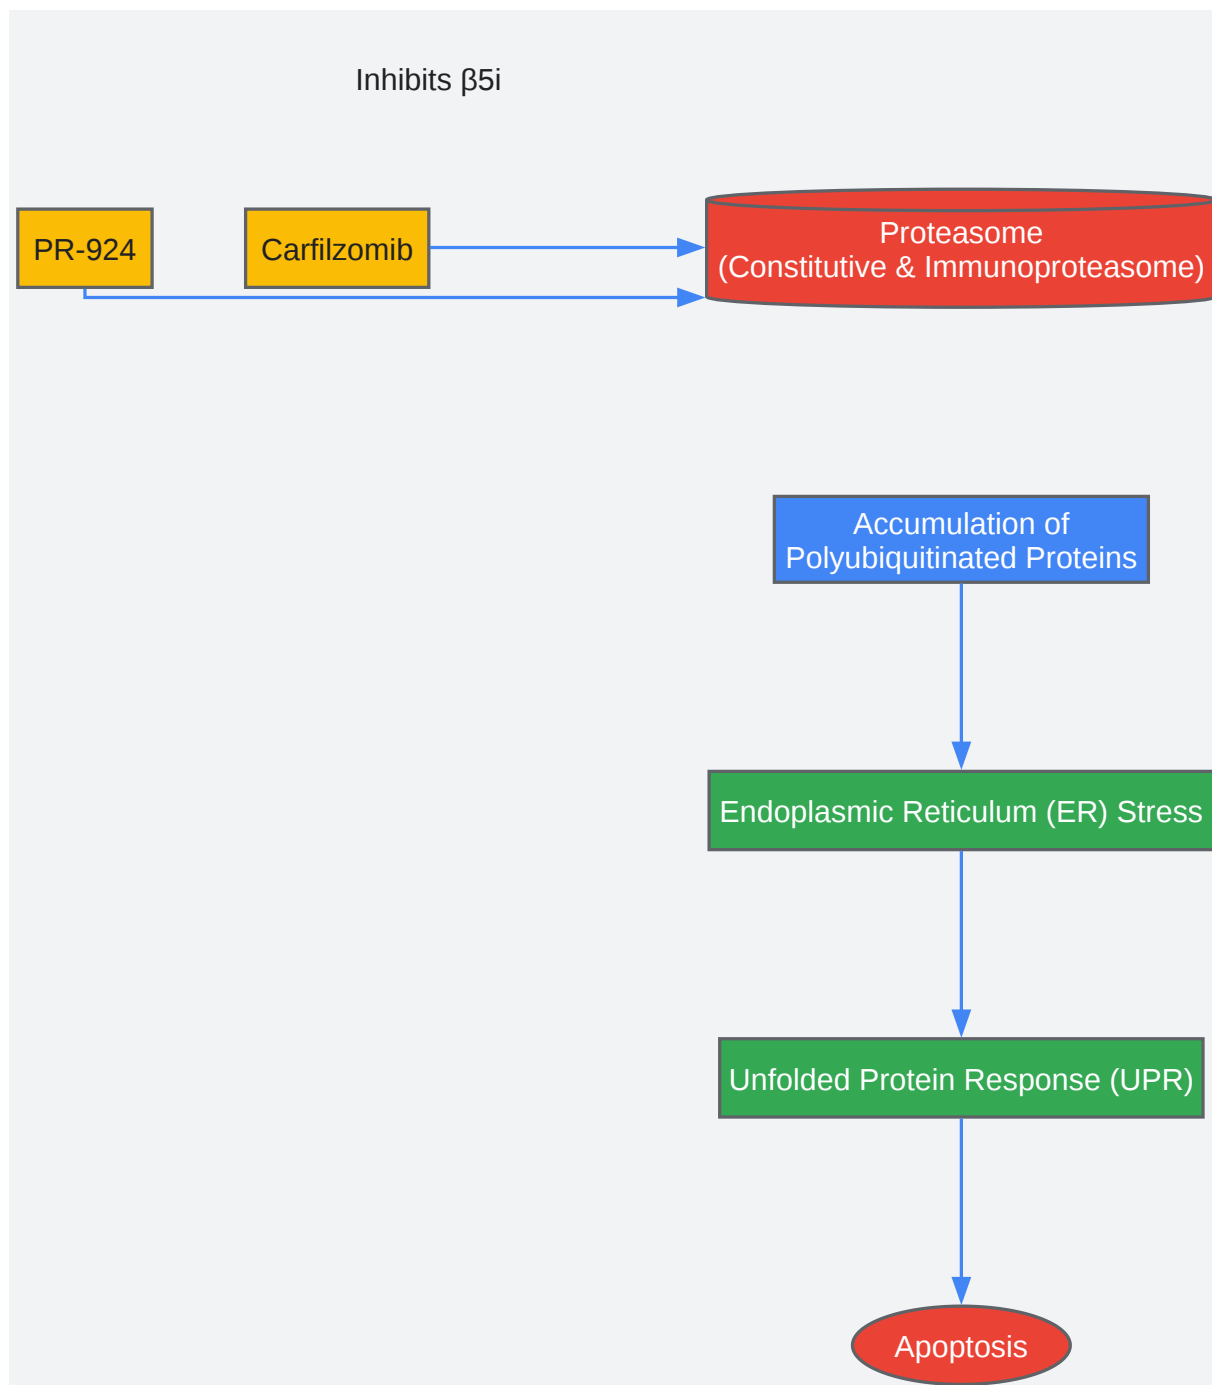 Inhibits β5i
PR-924
Carfilzomib
Proteasome
(Constitutive & Immunoproteasome)
Accumulation of
Polyubiquitinated Proteins
Endoplasmic Reticulum (ER) Stress
Unfolded Protein Response (UPR)
Apoptosis